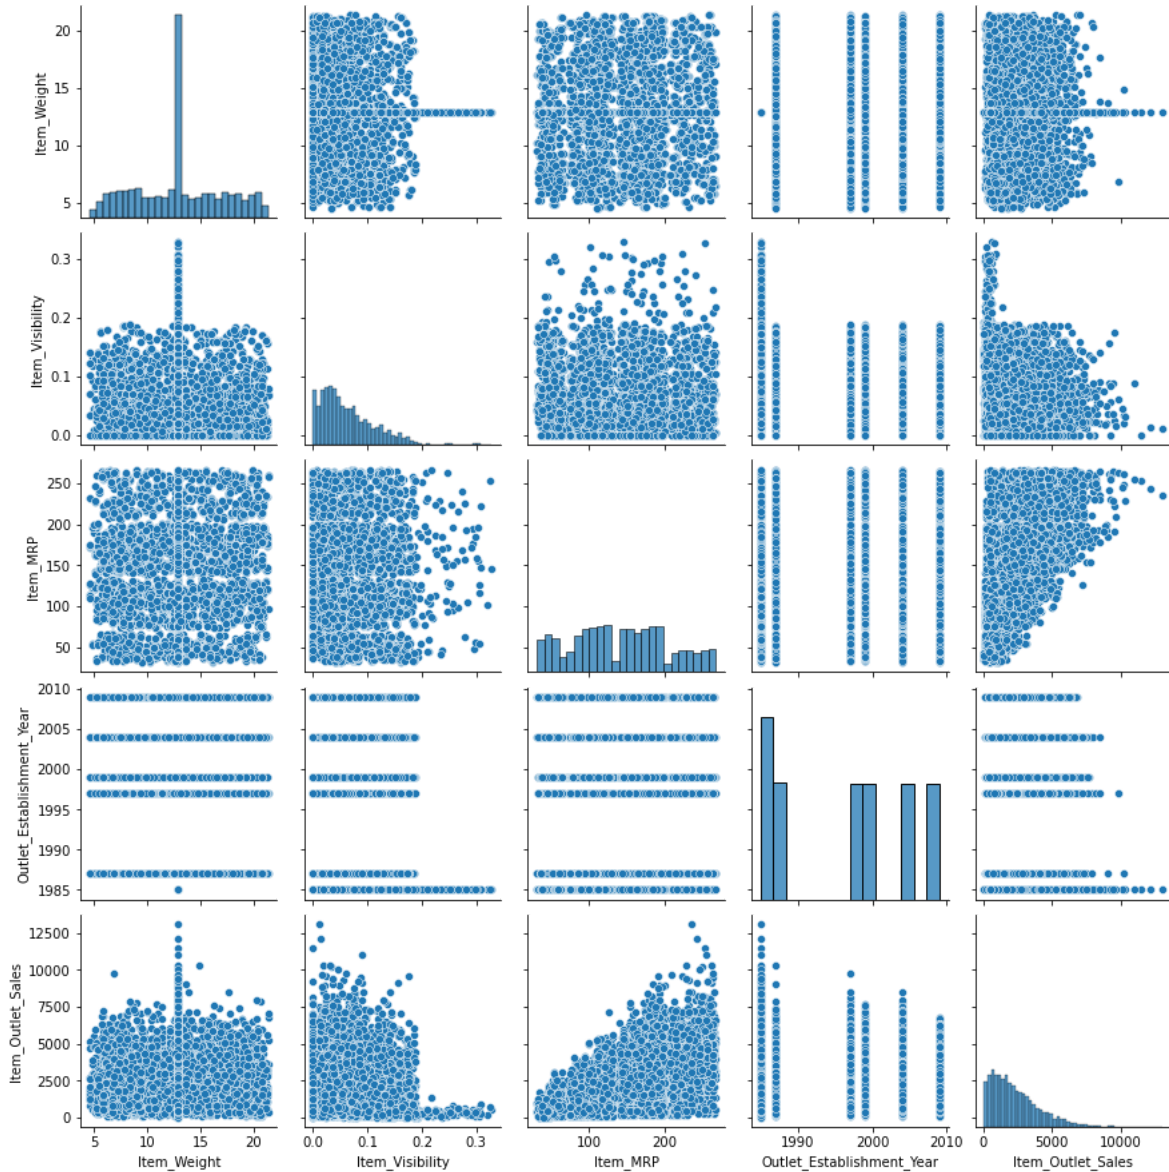 20
15
10
5
Item_Weight
0.3
0.2
0.1
0.0
Item_Visibility
250
200
150
100
50
Item_MRP
2010
2005
2000
1995
1990
1985
Outlet_Establishment_Year
12500
10000
7500
5000
2500
0
Item_Outlet_Sales
5 10 15 20
Item_Weight
0.0 0.1 0.2 0.3
Item_Visibility
100 200
Item_MRP
1990 2000 2010
Outlet_Establishment_Year
0 5000 10000
Item_Outlet_Sales